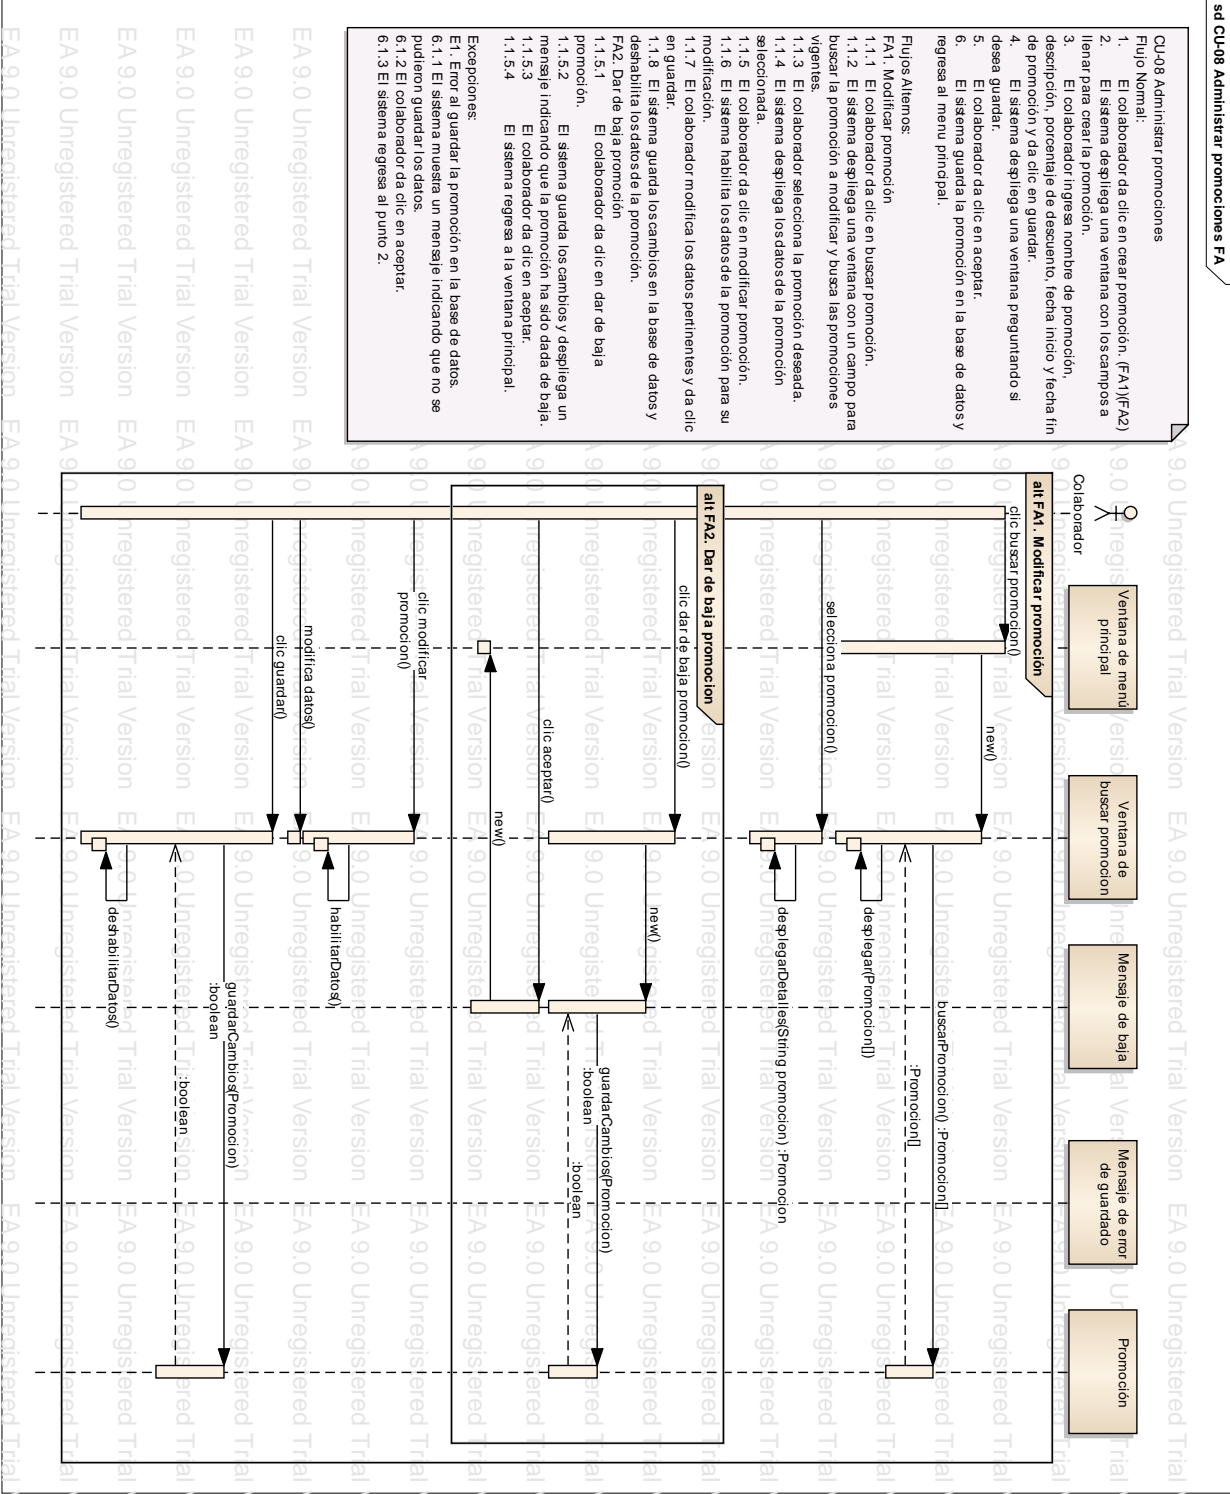 sd CU-08 Administrar promociones FA
CU-08 Administrar promociones
Flujo Normal:
1. El colaborador da clic en crear promoción. (FA1)(FA2)
2. El sistema despliega una ventana con los campos a
llenar para crear la promoción.
3. El colaborador ingresa nombre de promoción,
descripción, porcentaje de descuento, fecha inicio y fecha fin
de promoción y da clic en guardar.
4. El sistema despliega una ventana preguntando si
desea guardar.
5. El colaborador da clic en aceptar.
6. El sistema guarda la promoción en la base de datos y
regresa al menu principal.
Flujos Alternos:
FA1. Modificar promoción
1.1.1 El colaborador da clic en buscar promoción.
1.1.2 El sistema despliega una ventana con un campo para
buscar la promoción a modificar y busca las promociones
vigentes.
1.1.3 El colaborador selecciona la promoción deseada.
1.1.4 El sistema despliega los datos de la promoción
seleccionada.
1.1.5 El colaborador da clic en modificar promoción.
1.1.6 El sistema habilita los datos de la promoción para su
modificación.
1.1.7 El colaborador modifica los datos pertinentes y da clic
en guardar.
1.1.8 El sistema guarda los cambios en la base de datos y
deshabilita los datos de la promoción.
FA2. Dar de baja promoción
1.1.5.1 El colaborador da clic en dar de baja
promoción.
1.1.5.2 El sistema guarda los cambios y despliega un
mensaje indicando que la promoción ha sido dada de baja.
1.1.5.3 El colaborador da clic en aceptar.
1.1.5.4 El sistema regresa a la ventana principal.
Excepciones:
E1. Error al guardar la promoción en la base de datos.
6.1.1 El sistema muestra un mensaje indicando que no se
pudieron guardar los datos.
6.1.2 El colaborador da clic en aceptar.
6.1.3 El sistema regresa al punto 2.
Colaborador
Ventana de menú
principal
Ventana de
buscar promocion
Mensaje de baja
Mensaje de error
de guardado
Promoción
alt FA1. Modificar promoción
clic buscar promocion()
new()
buscarPromocion() :Promocion[]
:Promocion[]
desplegar(Promocion[])
selecciona promocion()
desplegarDetalles(String promocion) :Promocion
alt FA2. Dar de baja promocion
clic dar de baja promocion()
new()
guardarCambios(Promocion)
:boolean
:boolean
clic aceptar()
new()
clic modificar
promocion()
habilitarDatos()
modifica datos()
clic guardar()
guardarCambios(Promocion)
:boolean
:boolean
deshabilitarDatos()
EA 9.0 Unregistered Trial Version